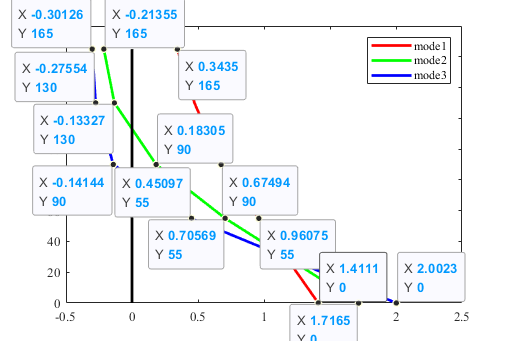 X -0.30126
Y 165
X -0.21355
Y 165
mode1
mode2
mode3
X -0.27554
Y 130
X 0.3435
Y 165
X -0.13327
Y 130
X 0.18305
Y 90
X -0.14144
Y 90
X 0.45097
Y 55
X 0.67494
Y 90
X 0.70569
Y 55
X 0.96075
Y 55
X 1.4111
Y 0
X 2.0023
Y 0
40
20
0
-0.5
0
0.5
1
2
2.5
X 1.7165
Y 0